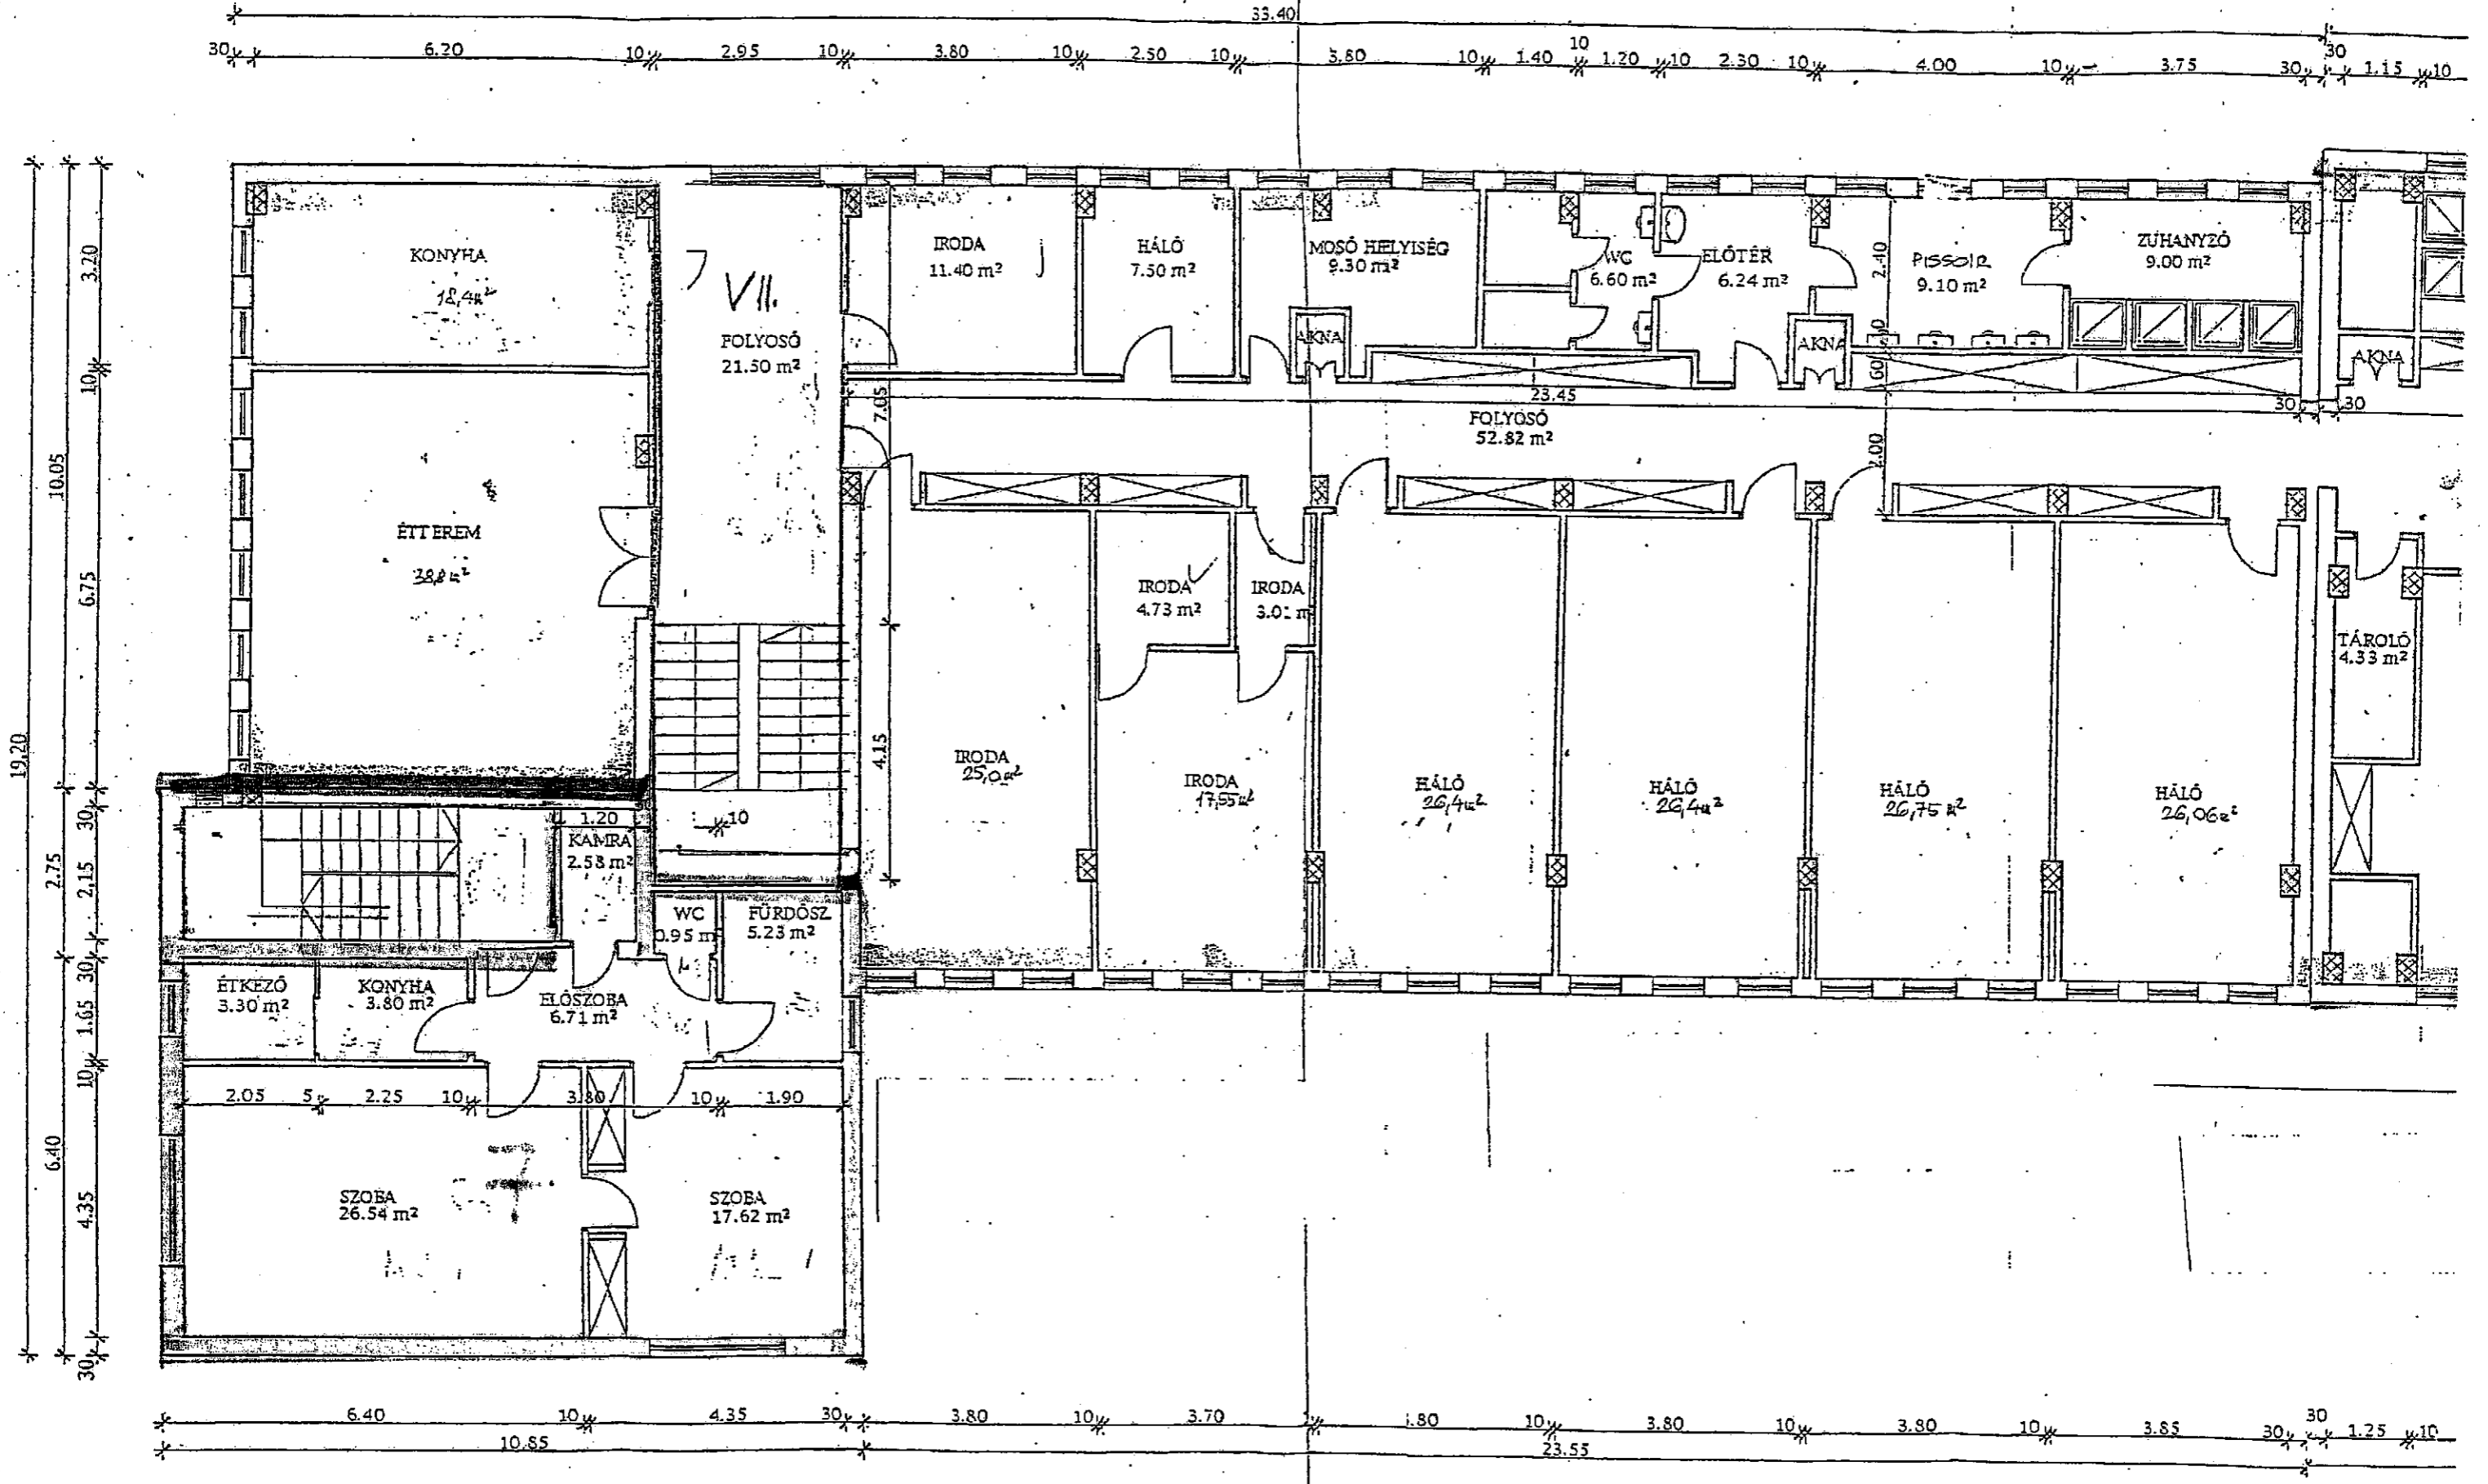 33.40
30 6.20 10 2.95 10 3.80 10 2.50 10 3.80 10 1.40 10 1.20 10 2.30 10 4.00 10 3.75 30 30 1.15 10
KONYHA
18,4m²
VII.
FOLYOSÓ
21.50 m²
IRODA
11.40 m²
HÁLÓ
7.50 m²
MOSÓ HELYISÉG
9.30 m²
WC
6.60 m²
ELŐTÉR
6.24 m²
PISSOIR
9.10 m²
ZUHANYZÓ
9.00 m²
AKNA
AKNA
AKNA
2.40
60
2.00
7.05
23.45
30 30
FOLYOSÓ
52.82 m²
ÉTTEREM
38,8m²
IRODA
4.73 m²
IRODA
TÁROLÓ
4.33 m²
4.15
IRODA
25,0m²
IRODA
17,55m²
HÁLÓ
26,4m²
HÁLÓ
26,4m²
HÁLÓ
26,75m²
HÁLÓ
26,06m²
1.20
10
KAMRA
2.58 m²
WC
0.95 m
FÜRDŐSZ
5.23 m²
ÉTKEZŐ
3.30 m²
KONYHA
3.80 m²
ELŐSZOBA
6.71 m²
2.05 5 2.25 10 3.80 10 1.90
SZOBA
26.54 m²
SZOBA
17.62 m²
19.20
10.05
2.75
6.40
3.20
10
6.75
30
2.15
30
1.65
10
4.35
30
6.40 10 4.35 30 3.80 10 3.70 10 3.80 10 3.80 10 3.85 30 30 1.25 10
10.85
23.55